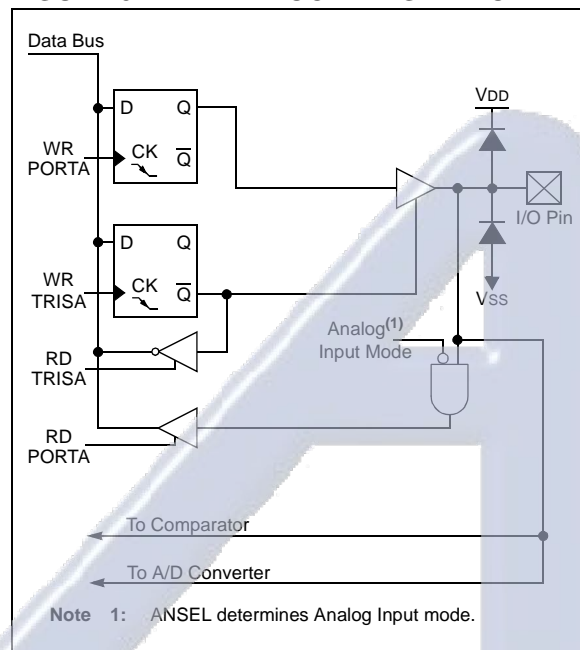 Data Bus
D Q
VDD
WR
PORTA
CK
Q
I/O Pin
D Q
WR
TRISA
CK
Q
VSS
Analog(1)
Input Mode
RD
TRISA
RD
PORTA
To Comparator
To A/D Converter
Note 1: ANSEL determines Analog Input mode.